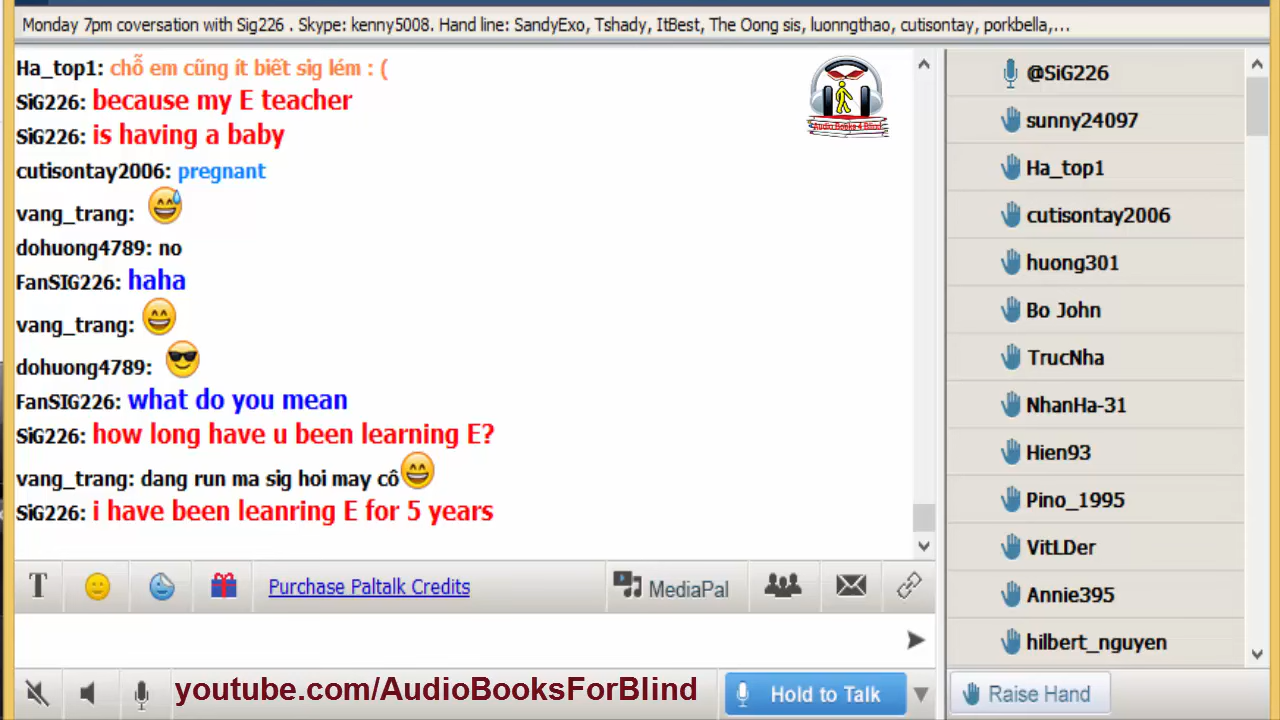 Monday 7pm coversation with Sig226 . Skype: kenny5008. Hand line: SandyExo, Tshady, ItBest, The Oong sis, luonngthao, cutisontay, porkbella,...
Ha_top1: chỗ em cũng ít biết sig lém : (
SiG226: because my E teacher
SiG226: is having a baby
cutisontay2006: pregnant
vang_trang:
dohuong4789: no
FanSIG226: haha
vang_trang:
dohuong4789:
FanSIG226: what do you mean
SiG226: how long have u been learning E?
vang_trang: dang run ma sig hoi may cô
SiG226: i have been leanring E for 5 years
Audio Books 4 Blind
@SiG226
sunny24097
Ha_top1
cutisontay2006
huong301
Bo John
TrucNha
NhanHa-31
Hien93
Pino_1995
VitLDer
Annie395
hilbert_nguyen
T
Purchase Paltalk Credits
MediaPal
youtube.com/AudioBooksForBlind
Hold to Talk
Raise Hand